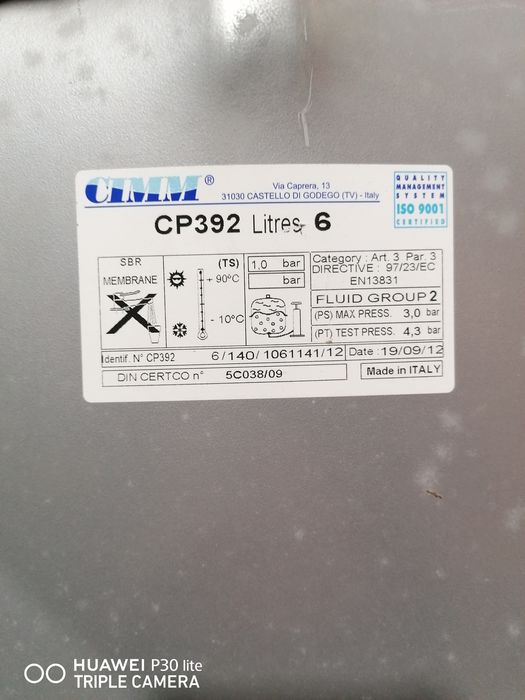 CIMM®
Via Caprera, 13
31030 CASTELLO DI GODEGO (TV) - Italy
QUALITY
MANAGEMENT
SYSTEM
ISO 9001
CERTIFIED
CP392 Litres 6
SBR
MEMBRANE
(TS)
+ 90°C
- 10°C
1,0 bar
bar
Category : Art. 3 Par. 3
DIRECTIVE : 97/23/EC
EN13831
FLUID GROUP 2
(PS) MAX PRESS. 3,0 bar
(PT) TEST PRESS. 4,3 bar
Identif. N° CP392 6/140/1061141/12 Date : 19/09/12
DIN CERTCO n° 5C038/09 Made in ITALY
HUAWEI P30 lite
TRIPLE CAMERA